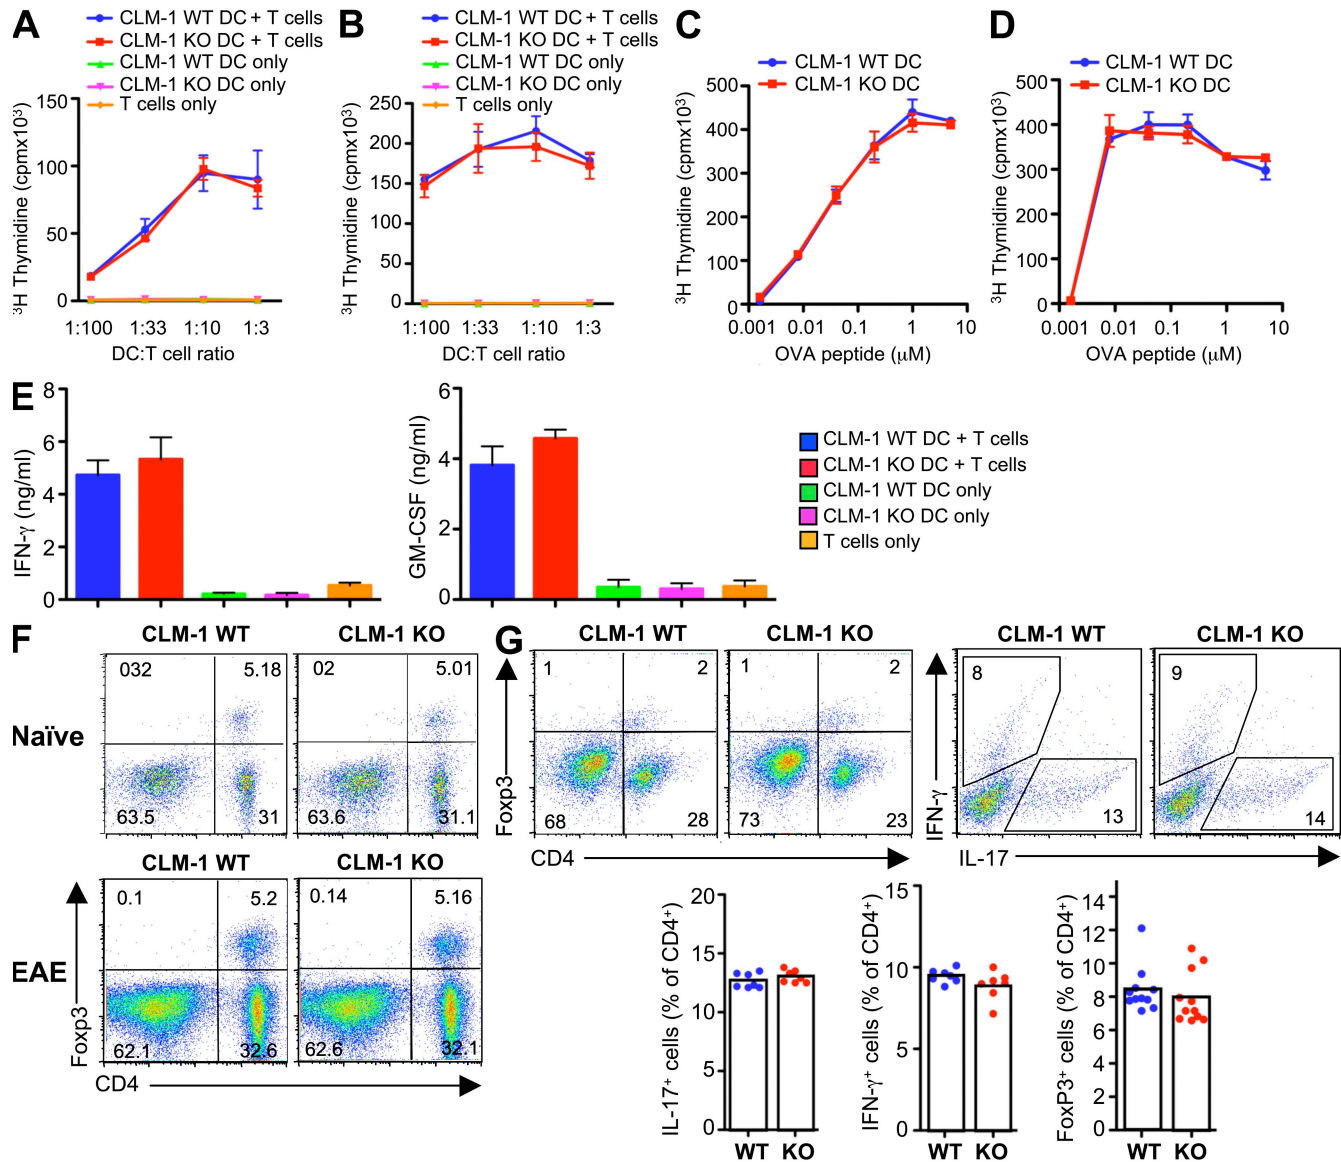 A
CLM-1 WT DC + T cells
CLM-1 KO DC + T cells
CLM-1 WT DC only
CLM-1 KO DC only
T cells only
³H Thymidine (cpmx10³)
150
100
50
0
1:100 1:33 1:10 1:3
DC:T cell ratio
B
CLM-1 WT DC + T cells
CLM-1 KO DC + T cells
CLM-1 WT DC only
CLM-1 KO DC only
T cells only
³H Thymidine (cpmx10³)
250
200
150
100
50
0
1:100 1:33 1:10 1:3
DC:T cell ratio
C
CLM-1 WT DC
CLM-1 KO DC
³H Thymidine (cpmx10³)
500
400
300
200
100
0
0.001 0.01 0.1 1 10
OVA peptide (μM)
D
CLM-1 WT DC
CLM-1 KO DC
³H Thymidine (cpmx10³)
500
400
300
200
100
0
0.001 0.01 0.1 1 10
OVA peptide (μM)
E
IFN-γ (ng/ml)
8
6
4
2
0
GM-CSF (ng/ml)
6
4
2
0
CLM-1 WT DC + T cells
CLM-1 KO DC + T cells
CLM-1 WT DC only
CLM-1 KO DC only
T cells only
F
CLM-1 WT CLM-1 KO
Naïve
032 5.18
63.5 31
02 5.01
63.6 31.1
CLM-1 WT CLM-1 KO
EAE
0.1 5.2
62.1 32.6
0.14 5.16
62.6 32.1
Foxp3
CD4
G
CLM-1 WT CLM-1 KO
1 2
68 28
1 2
73 23
Foxp3
CD4
CLM-1 WT CLM-1 KO
8
13
9
14
IFN-γ
IL-17
IL-17⁺ cells (% of CD4⁺)
20
15
10
5
0
WT KO
IFN-γ⁺ cells (% of CD4⁺)
15
10
5
0
WT KO
FoxP3⁺ cells (% of CD4⁺)
14
12
10
8
6
4
2
0
WT KO